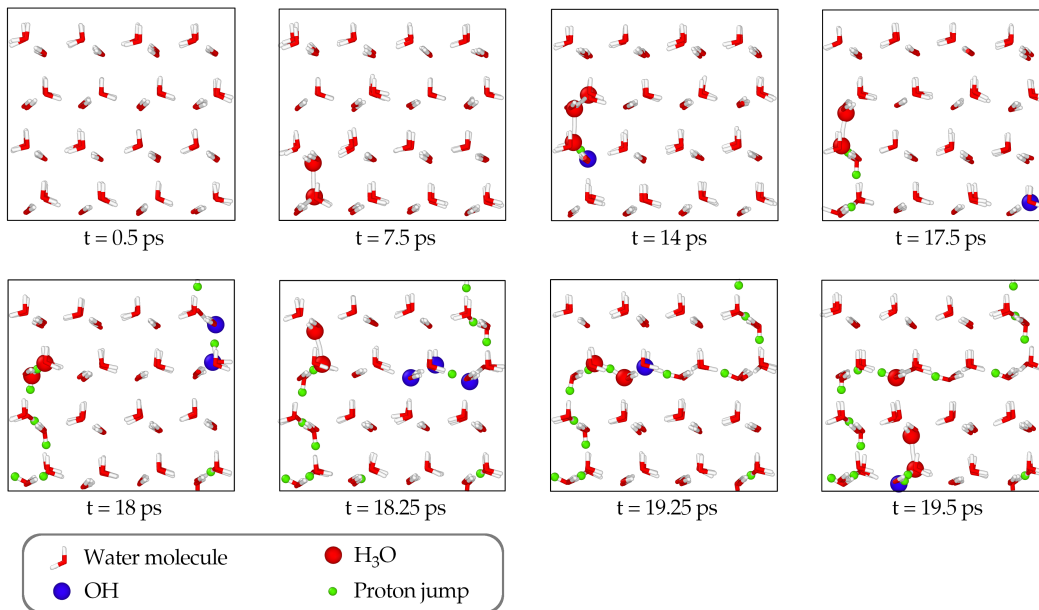 t = 0.5 ps
t = 7.5 ps
t = 14 ps
t = 17.5 ps
t = 18 ps
t = 18.25 ps
t = 19.25 ps
t = 19.5 ps
Water molecule
H₃O
OH
Proton jump